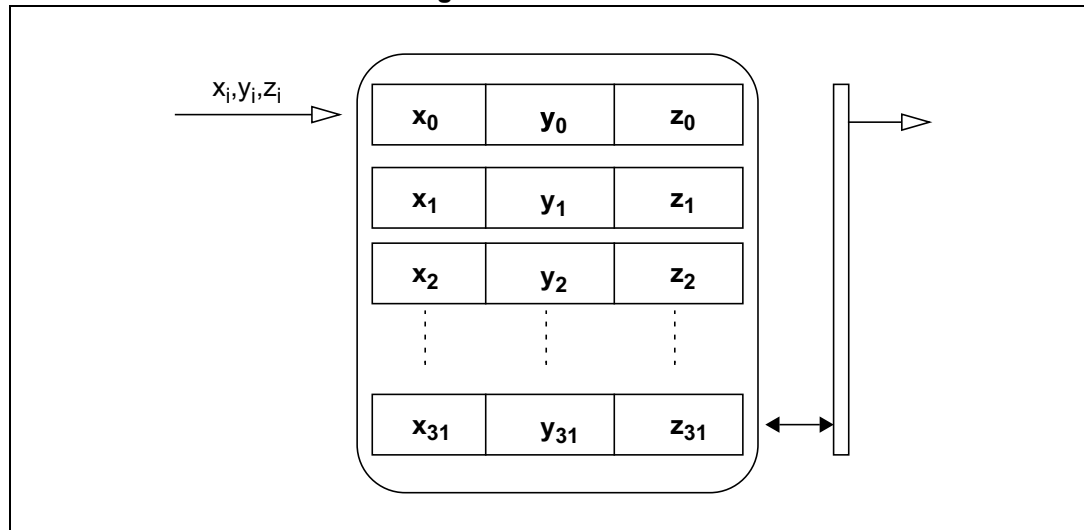 xᵢ,yᵢ,zᵢ
x₀ y₀ z₀
x₁ y₁ z₁
x₂ y₂ z₂
x₃₁ y₃₁ z₃₁